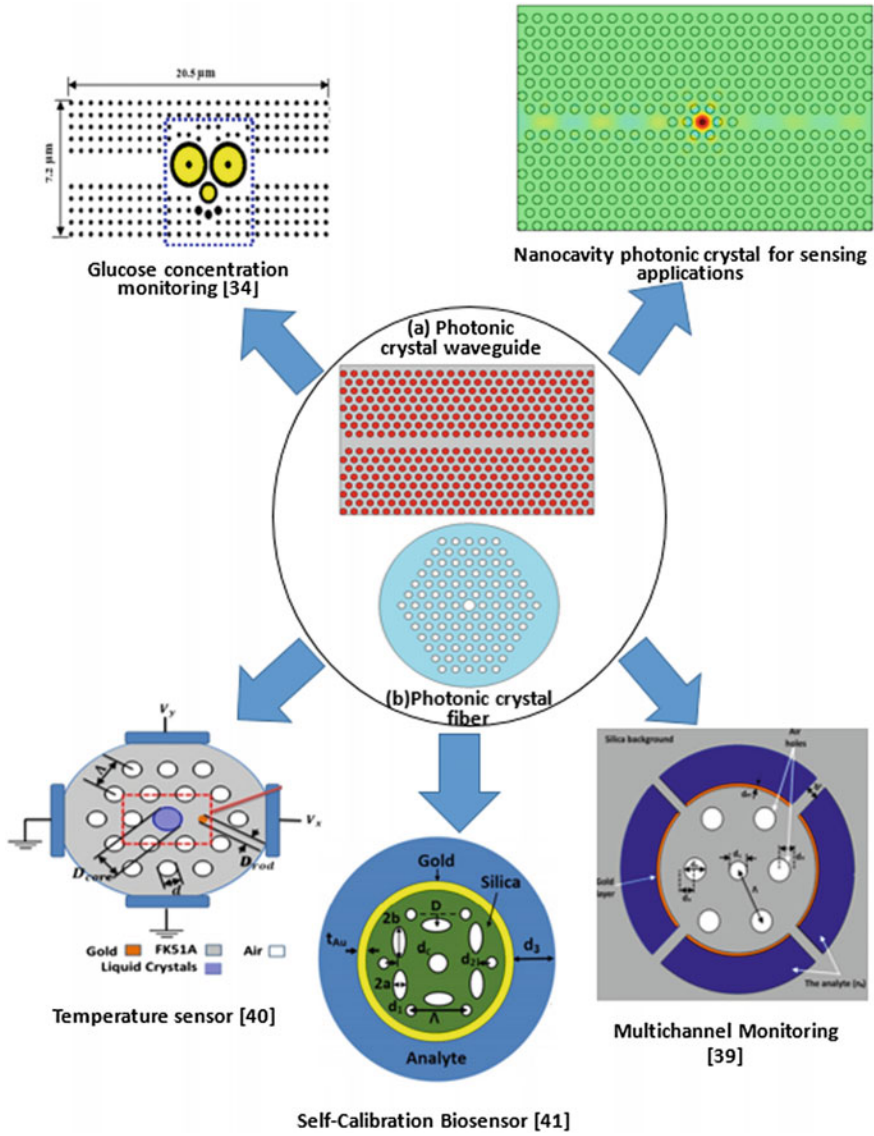 20.5 µm
7.2 µm
Glucose concentration
monitoring [34]
Nanocavity photonic crystal for sensing
applications
(a) Photonic
crystal waveguide
(b)Photonic crystal
fiber
V_y
Λ
V_x
D_core
d
D_rod
Gold FK51A Air
Liquid Crystals
Temperature sensor [40]
Gold
Silica
D
2b
t_Au
d_c
d_2
d_3
2a
d_1
Λ
Analyte
Self-Calibration Biosensor [41]
Silica background
Air
holes
d_c
Λ
Gold
layer
The analyte (n_a)
Multichannel Monitoring
[39]